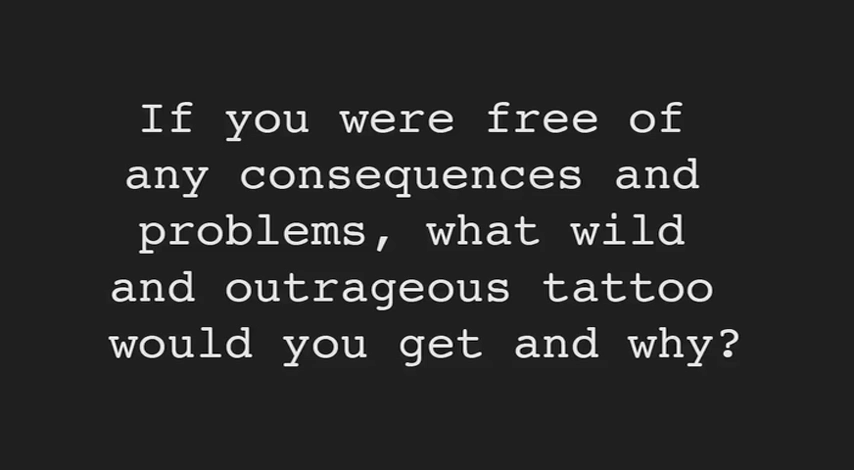 If you were free of
any consequences and
problems, what wild
and outrageous tattoo
would you get and why?